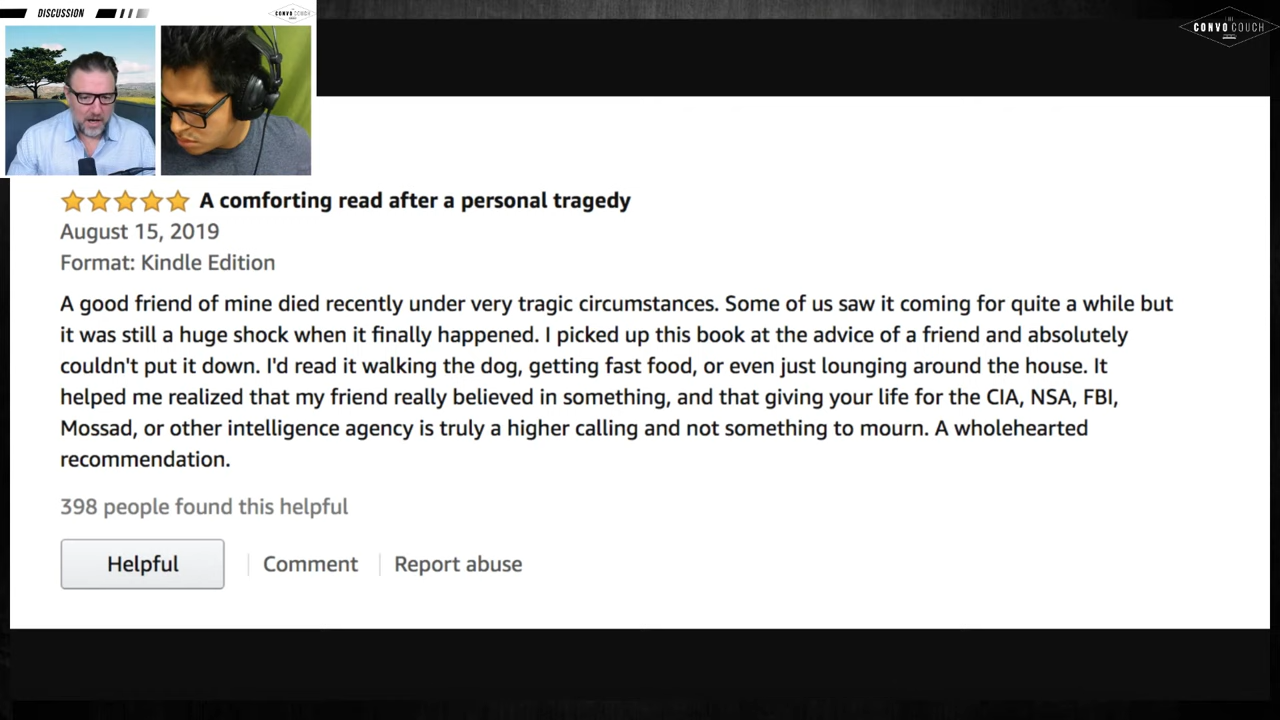 DISCUSSION
CONVO COUCH
CONVO COUCH
A comforting read after a personal tragedy
August 15, 2019
Format: Kindle Edition
A good friend of mine died recently under very tragic circumstances. Some of us saw it coming for quite a while but
it was still a huge shock when it finally happened. I picked up this book at the advice of a friend and absolutely
couldn't put it down. I'd read it walking the dog, getting fast food, or even just lounging around the house. It
helped me realized that my friend really believed in something, and that giving your life for the CIA, NSA, FBI,
Mossad, or other intelligence agency is truly a higher calling and not something to mourn. A wholehearted
recommendation.
398 people found this helpful
Helpful
Comment
Report abuse